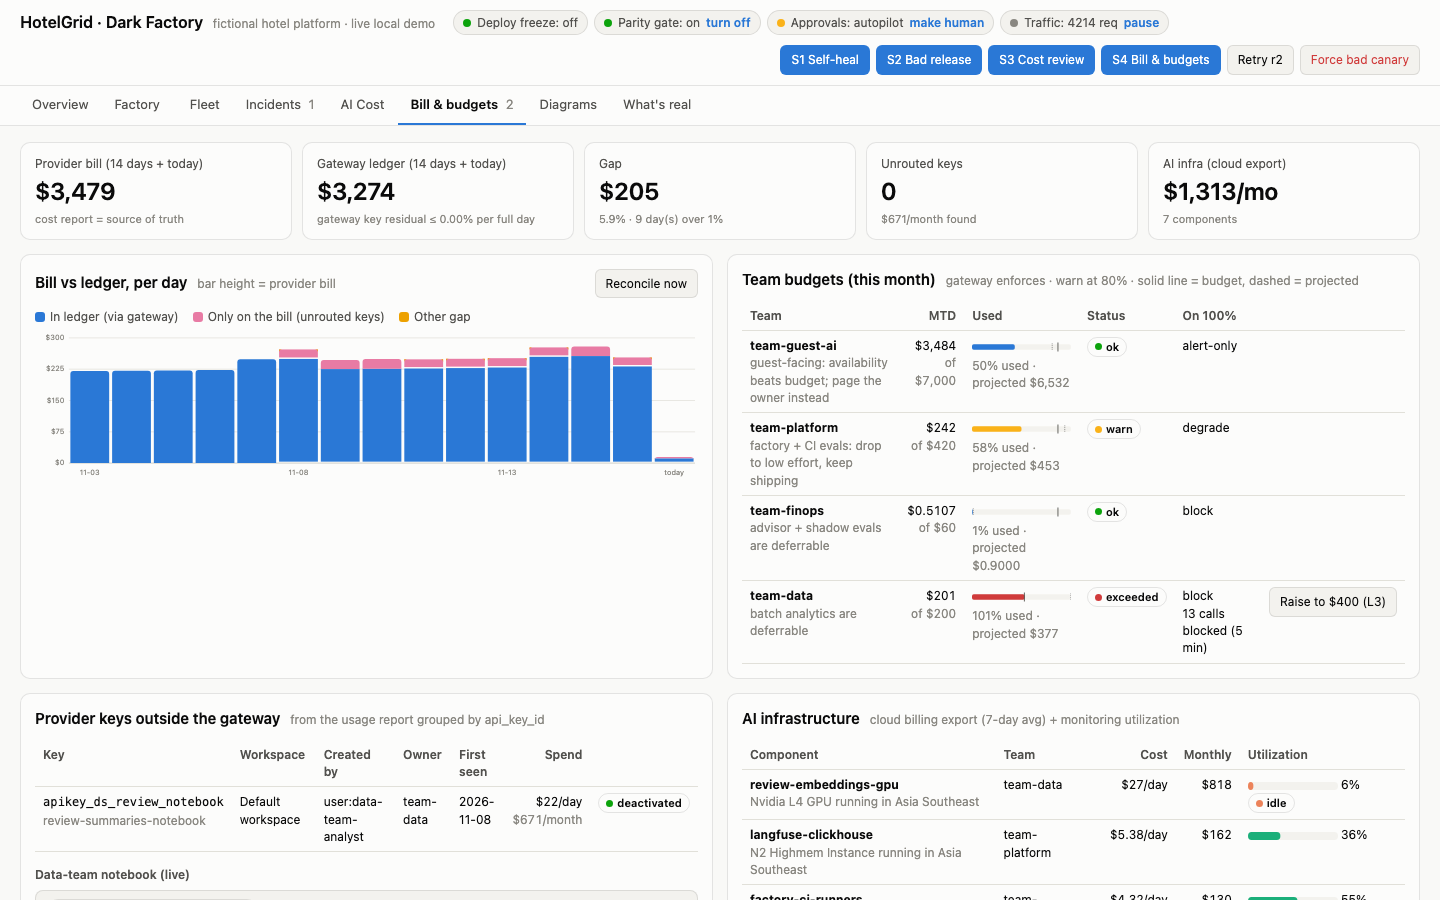 HotelGrid · Dark Factory fictional hotel platform · live local demo Deploy freeze: off Parity gate: on turn off Approvals: autopilot make human Traffic: 4214 req pause
S1 Self-heal S2 Bad release S3 Cost review S4 Bill & budgets Retry r2 Force bad canary
Overview Factory Fleet Incidents 1 AI Cost Bill & budgets 2 Diagrams What's real
Provider bill (14 days + today)
$3,479
cost report = source of truth
Gateway ledger (14 days + today)
$3,274
gateway key residual ≤ 0.00% per full day
Gap
$205
5.9% · 9 day(s) over 1%
Unrouted keys
0
$671/month found
AI infra (cloud export)
$1,313/mo
7 components
Bill vs ledger, per day bar height = provider bill Reconcile now
In ledger (via gateway) Only on the bill (unrouted keys) Other gap
$300
$225
$150
$75
$0
11-03 11-08 11-13 today
Team budgets (this month) gateway enforces · warn at 80% · solid line = budget, dashed = projected
Team MTD Used Status On 100%
team-guest-ai $3,484 ok alert-only
guest-facing: availability of 50% used ·
beats budget; page the $7,000 projected $6,532
owner instead
team-platform $242 warn degrade
factory + CI evals: drop of $420 58% used ·
to low effort, keep projected $453
shipping
team-finops $0.5107 ok block
advisor + shadow evals of $60 1% used ·
are deferrable projected
$0.9000
team-data $201 exceeded block Raise to $400 (L3)
batch analytics are of $200 101% used · 13 calls
deferrable projected $377 blocked (5
min)
Provider keys outside the gateway from the usage report grouped by api_key_id
Key Workspace Created Owner First Spend
by seen
apikey_ds_review_notebook Default user:data- team- 2026- $22/day deactivated
review-summaries-notebook workspace team- data 11-08 $671/month
analyst
Data-team notebook (live)
AI infrastructure cloud billing export (7-day avg) + monitoring utilization
Component Team Cost Monthly Utilization
review-embeddings-gpu team-data $27/day $818 6%
Nvidia L4 GPU running in Asia Southeast idle
langfuse-clickhouse team- $5.38/day $162 36%
N2 Highmem Instance running in Asia platform
Southeast
factory-ci-runners team- $4.32/day $130 55%